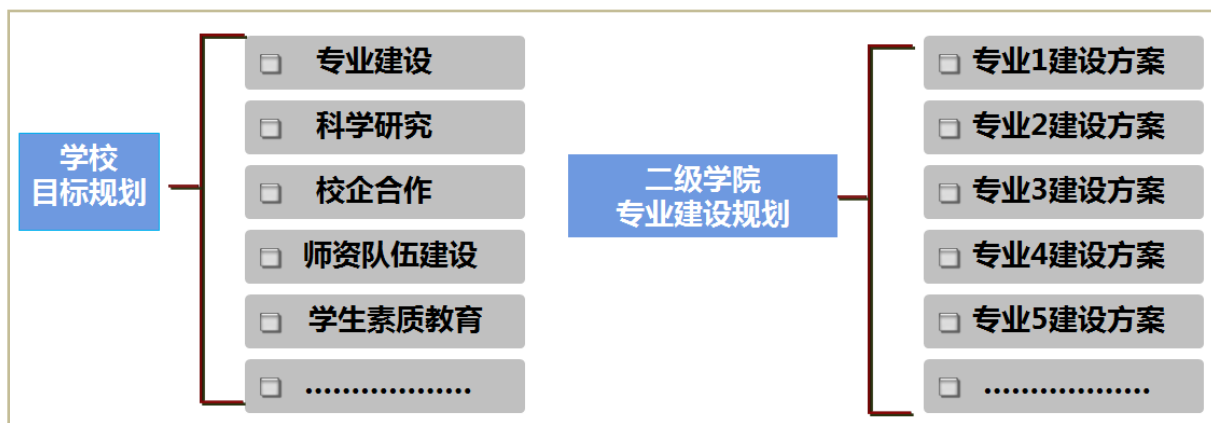 学校
目标规划
专业建设
科学研究
校企合作
师资队伍建设
学生素质教育
………………
二级学院
专业建设规划
专业1建设方案
专业2建设方案
专业3建设方案
专业4建设方案
专业5建设方案
………………